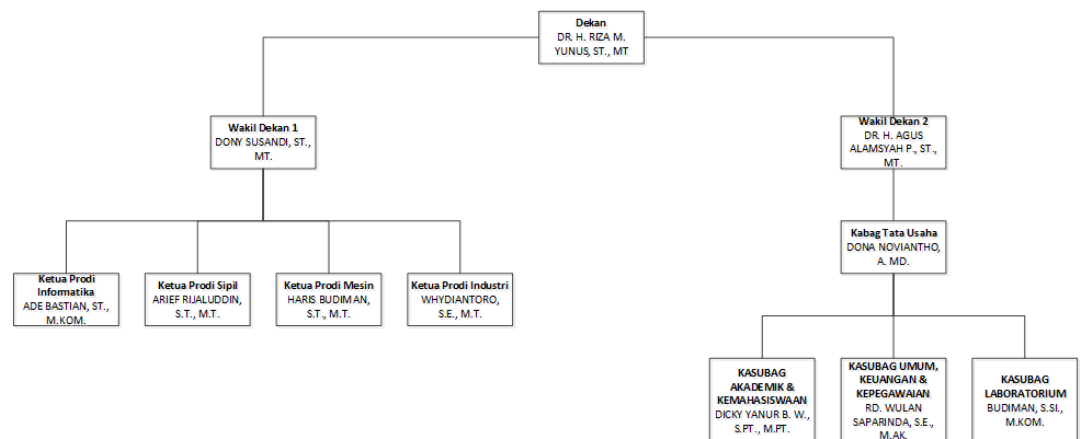 Dekan
DR. H. RIZA M.
YUNUS, ST., MT
Wakil Dekan 1
DONY SUSANDI, ST.,
MT.
Wakil Dekan 2
DR. H. AGUS
ALAMSYAH P., ST.,
MT.
Kabag Tata Usaha
DONA NOVIANTHO,
A. MD.
Ketua Prodi
Informatika
ADE BASTIAN, ST.,
M.KOM.
Ketua Prodi Sipil
ARIEF RIJALUDDIN,
S.T., M.T.
Ketua Prodi Mesin
HARIS BUDIMAN,
S.T., M.T.
Ketua Prodi Industri
WHYDIANTORO,
S.E., M.T.
KASUBAG
AKADEMIK &
KEMAHASISWAAN
DICKY YANUR B. W.,
S.PT., M.PT.
KASUBAG UMUM,
KEUANGAN &
KEPEGAWAIAN
RD. WULAN
SAPARINDA, S.E.,
M.AK.
KASUBAG
LABORATORIUM
BUDIMAN, S.SI.,
M.KOM.